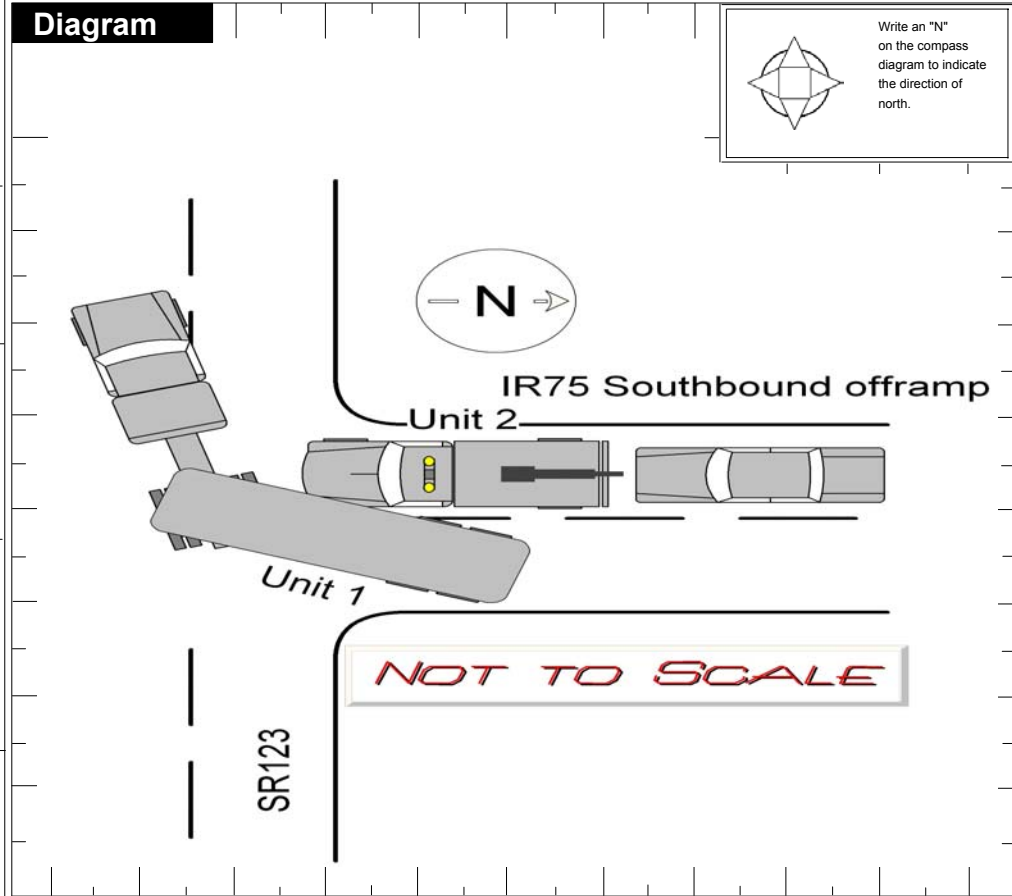 Diagram
Write an "N"
on the compass
diagram to indicate
the direction of
north.
N
IR75 Southbound offramp
Unit 2
Unit 1
NOT TO SCALE
SR123